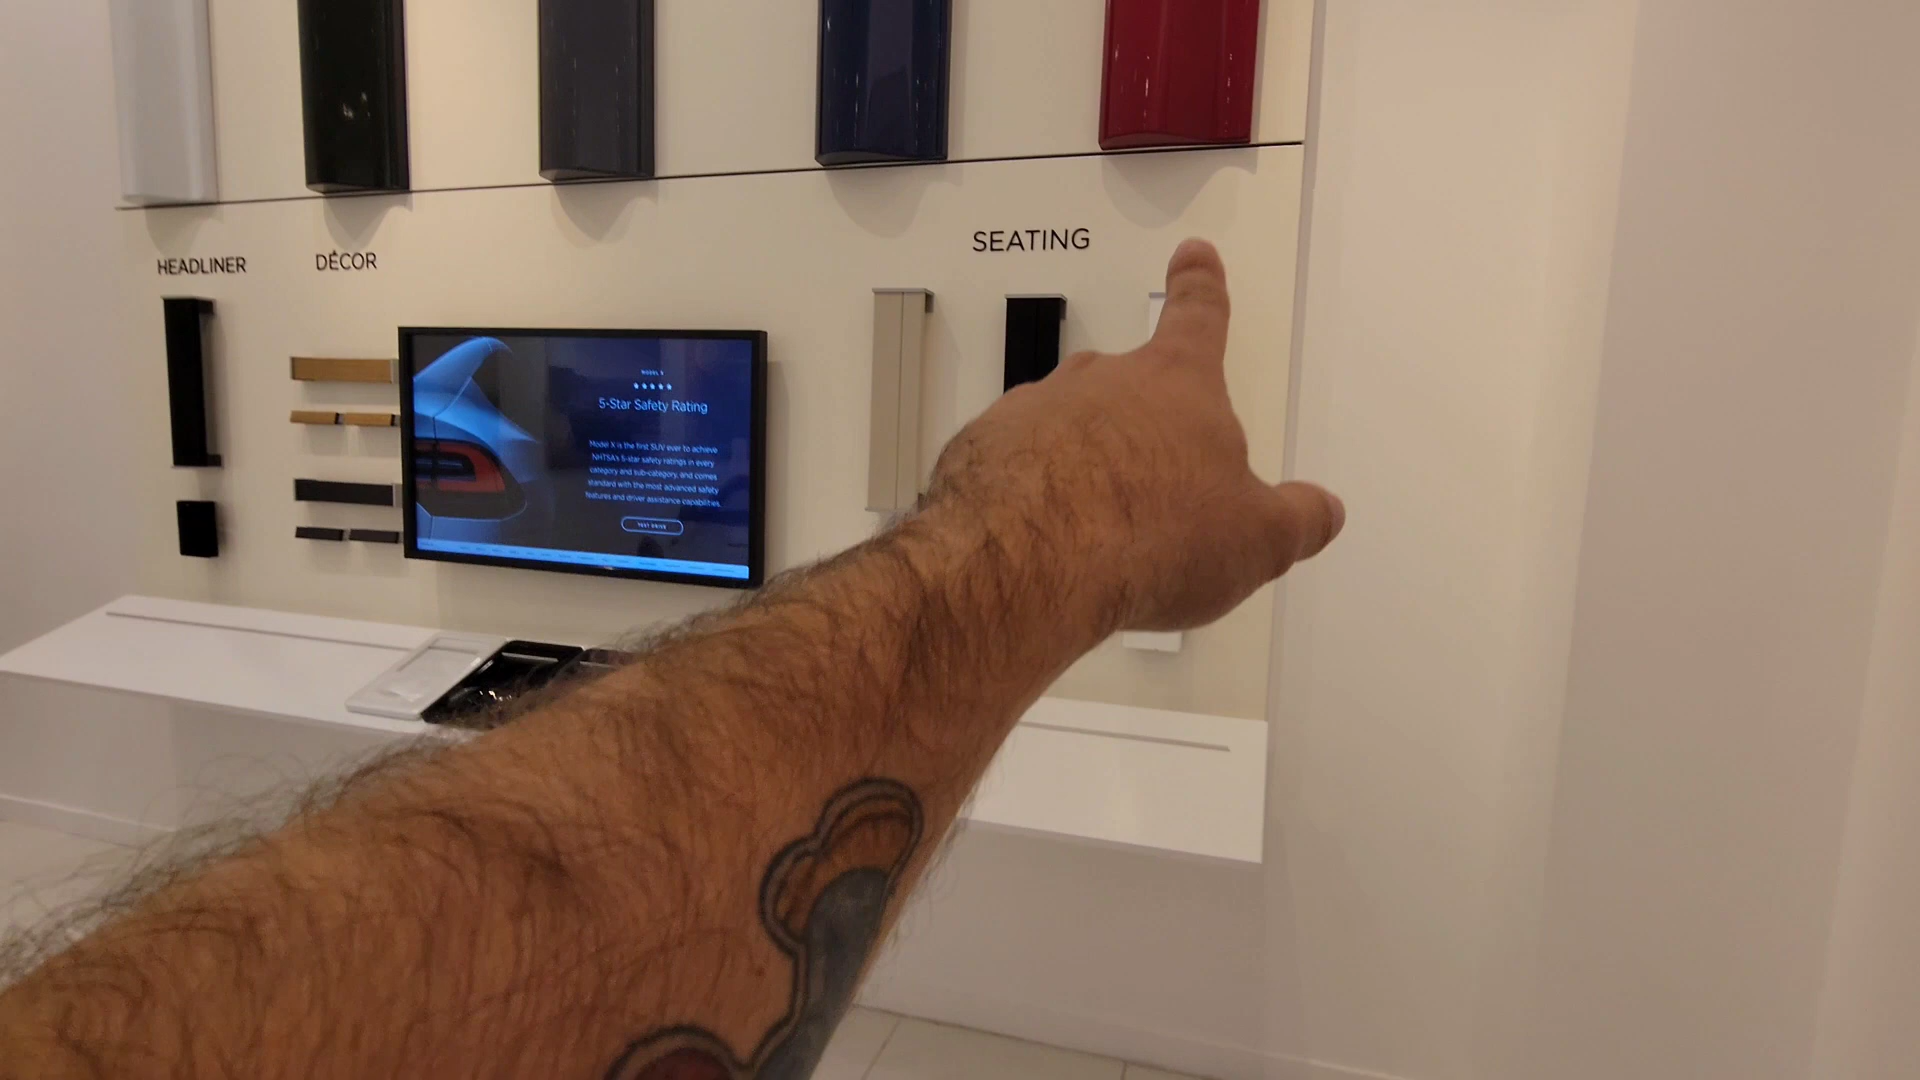 HEADLINER
DÉCOR
SEATING
MODEL X
5-Star Safety Rating
Model X is the first SUV ever to achieve
NHTSA's 5-star safety ratings in every
category and sub-category, and comes
standard with the most advanced safety
features and driver assistance capabilities.
TEST DRIVE